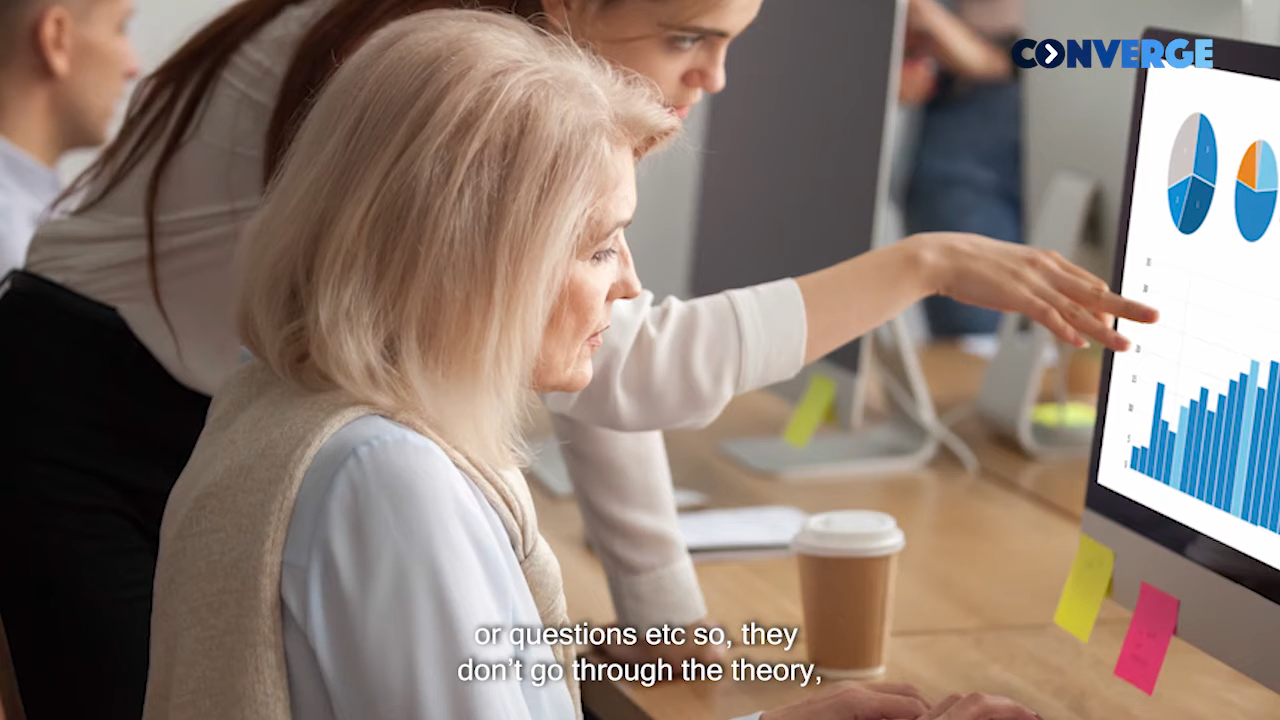 CONVERGE
or questions etc so, they
don't go through the theory,